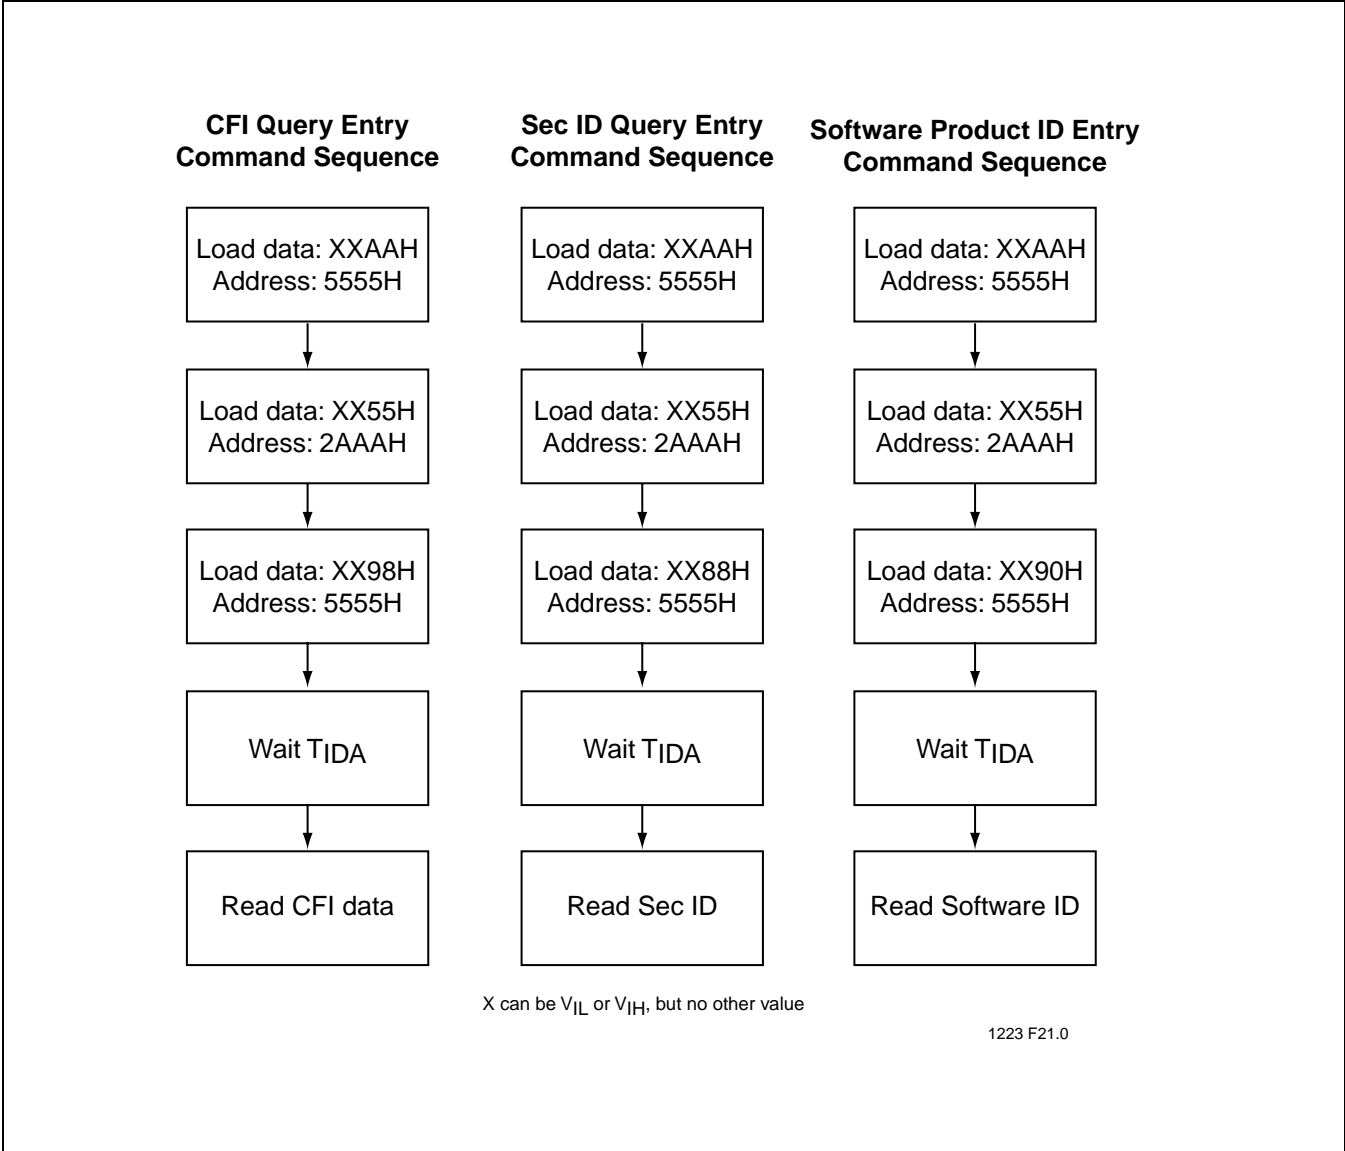 CFI Query Entry
Command Sequence
Load data: XXAAH
Address: 5555H
Load data: XX55H
Address: 2AAAH
Load data: XX98H
Address: 5555H
Wait TIDA
Read CFI data
Sec ID Query Entry
Command Sequence
Load data: XXAAH
Address: 5555H
Load data: XX55H
Address: 2AAAH
Load data: XX88H
Address: 5555H
Wait TIDA
Read Sec ID
Software Product ID Entry
Command Sequence
Load data: XXAAH
Address: 5555H
Load data: XX55H
Address: 2AAAH
Load data: XX90H
Address: 5555H
Wait TIDA
Read Software ID
X can be VIL or VIH, but no other value
1223 F21.0